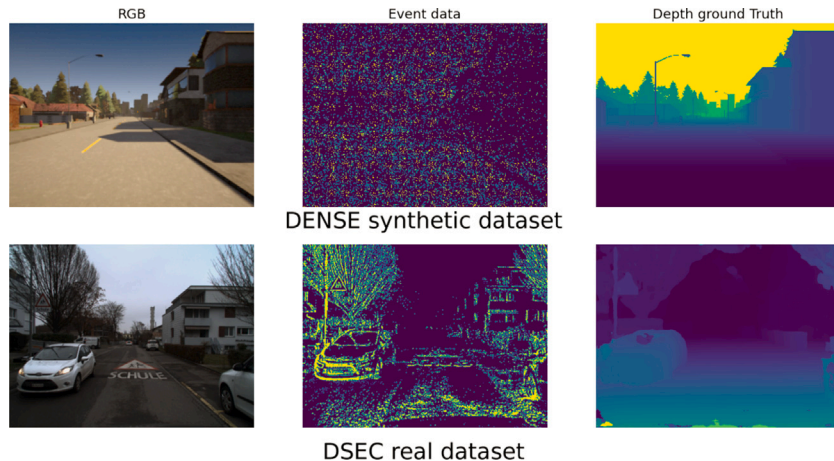 RGB
Event data
Depth ground Truth
DENSE synthetic dataset
SCHULE
DSEC real dataset